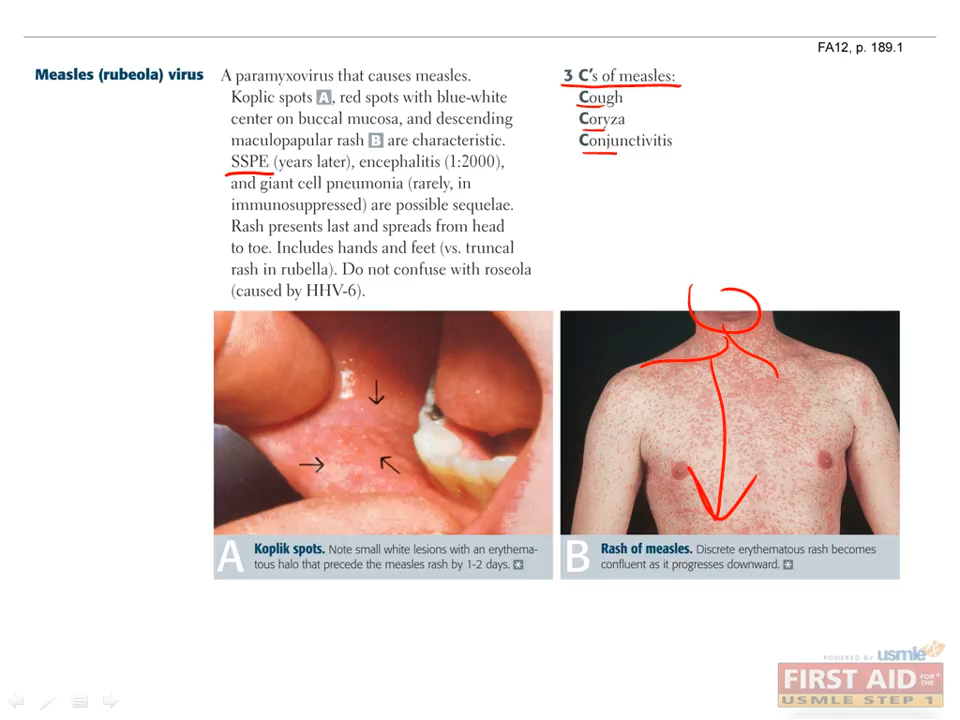 FA12, p. 189.1
Measles (rubeola) virus
A paramyxovirus that causes measles.
Koplic spots A, red spots with blue-white
center on buccal mucosa, and descending
maculopapular rash B are characteristic.
SSPE (years later), encephalitis (1:2000),
and giant cell pneumonia (rarely, in
immunosuppressed) are possible sequelae.
Rash presents last and spreads from head
to toe. Includes hands and feet (vs. truncal
rash in rubella). Do not confuse with roseola
(caused by HHV-6).
3 C's of measles:
Cough
Coryza
Conjunctivitis
A
Koplik spots. Note small white lesions with an erythema-
tous halo that precede the measles rash by 1-2 days.
B
Rash of measles. Discrete erythematous rash becomes
confluent as it progresses downward.
POWERED BY usmle
FIRST AID FOR THE
USMLE STEP 1